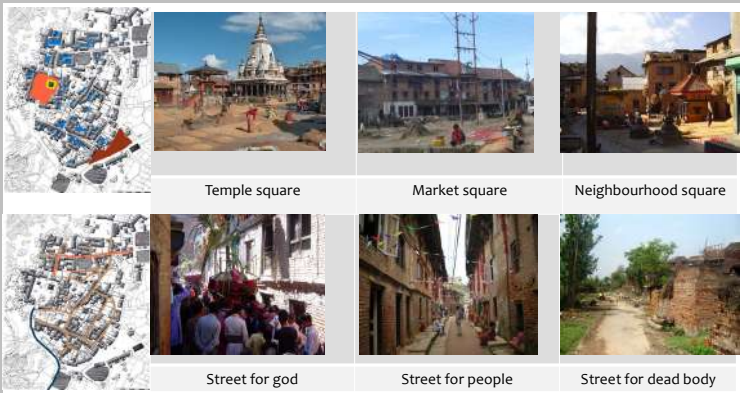 Temple square
Market square
Neighbourhood square
Street for god
Street for people
Street for dead body